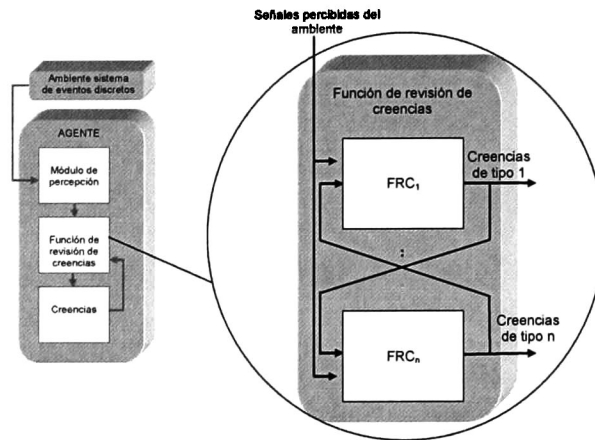 Señales percibidas del
ambiente
Ambiente sistema
de eventos discretos
AGENTE
Módulo de
percepción
Función de
revisión de
creencias
Creencias
Función de revisión de
creencias
FRC₁
Creencias
de tipo 1
:
FRCₙ
Creencias
de tipo n